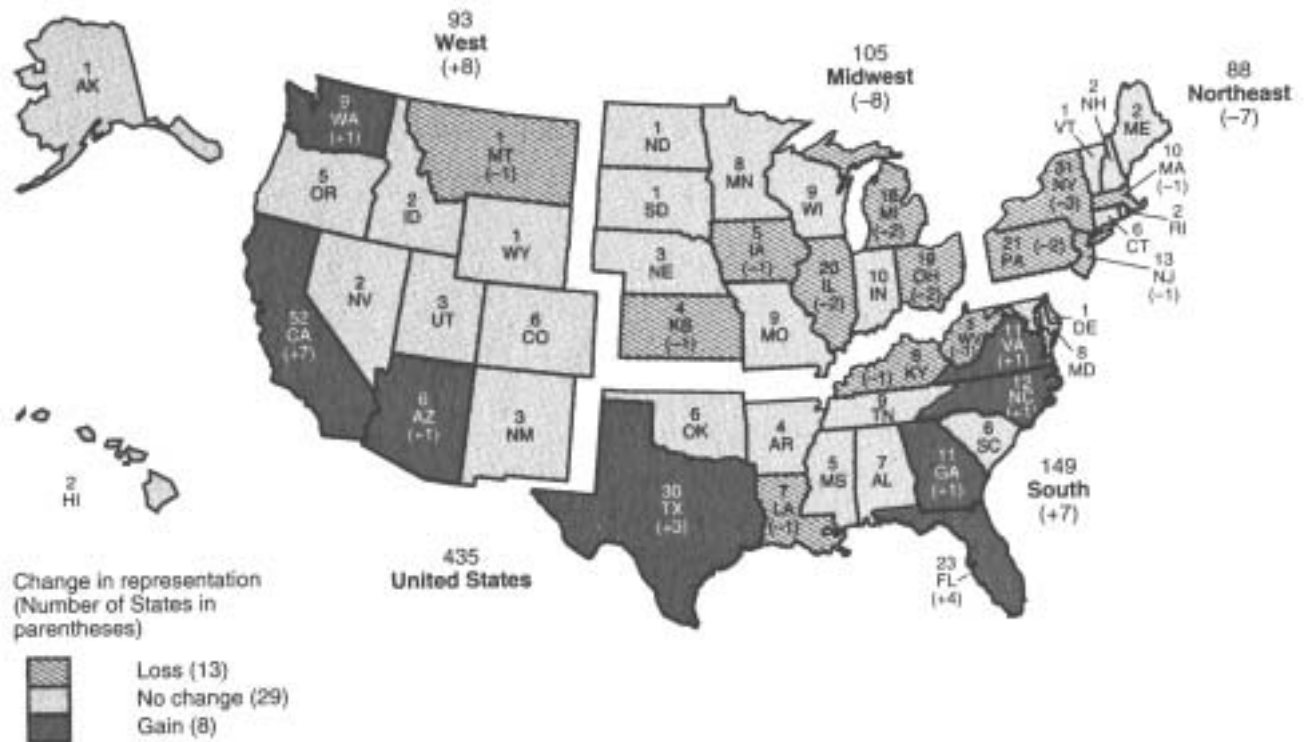 93
West
(+8)
105
Midwest
(–8)
88
Northeast
(–7)
1
AK
9
WA
(+1)
1
MT
(–1)
5
OR
2
ID
1
WY
2
NV
3
UT
6
CO
52
CA
(+7)
6
AZ
(+1)
3
NM
2
HI
1
ND
8
MN
1
SD
9
WI
16
MI
(–2)
3
NE
5
IA
(–1)
20
IL
(–2)
10
IN
19
OH
(–2)
4
KS
(–1)
9
MO
2
NH
1
VT
2
ME
10
MA
(–1)
31
NY
(–3)
2
RI
6
CT
21
PA
(–2)
13
NJ
(–1)
1
DE
8
MD
WV
(–1)
11
VA
(+1)
6
KY
(–1)
12
NC
(+1)
9
TN
6
SC
6
OK
4
AR
5
MS
7
AL
11
GA
(+1)
30
TX
(+3)
7
LA
(–1)
23
FL
(+4)
149
South
(+7)
435
United States
Change in representation
(Number of States in
parentheses)
Loss (13)
No change (29)
Gain (8)